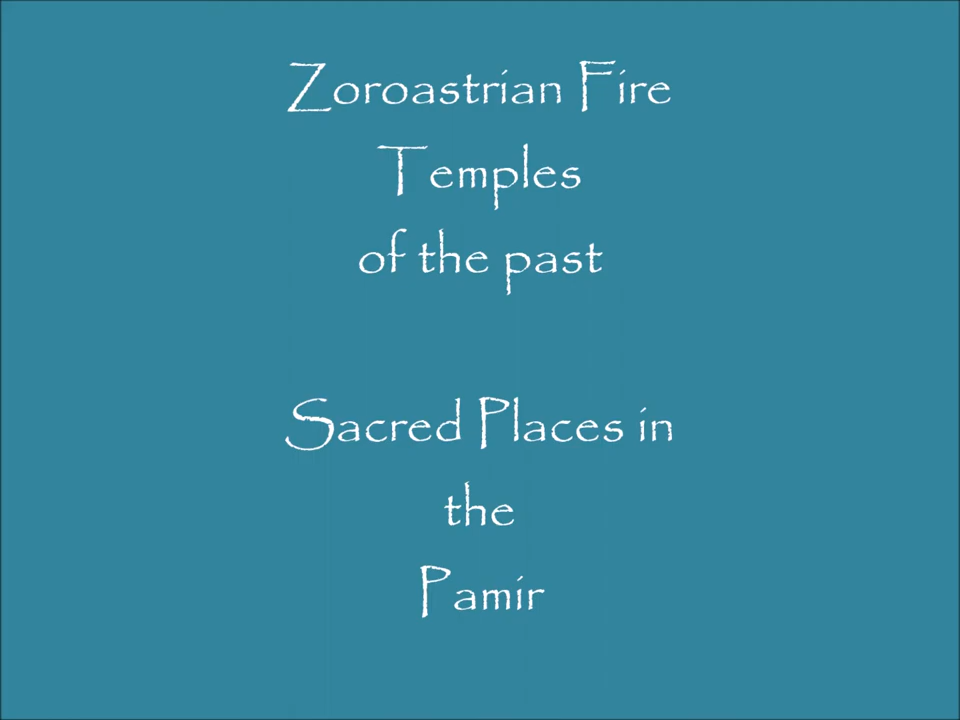 Zoroastrian Fire
Temples
of the past
Sacred Places in
the
Pamir